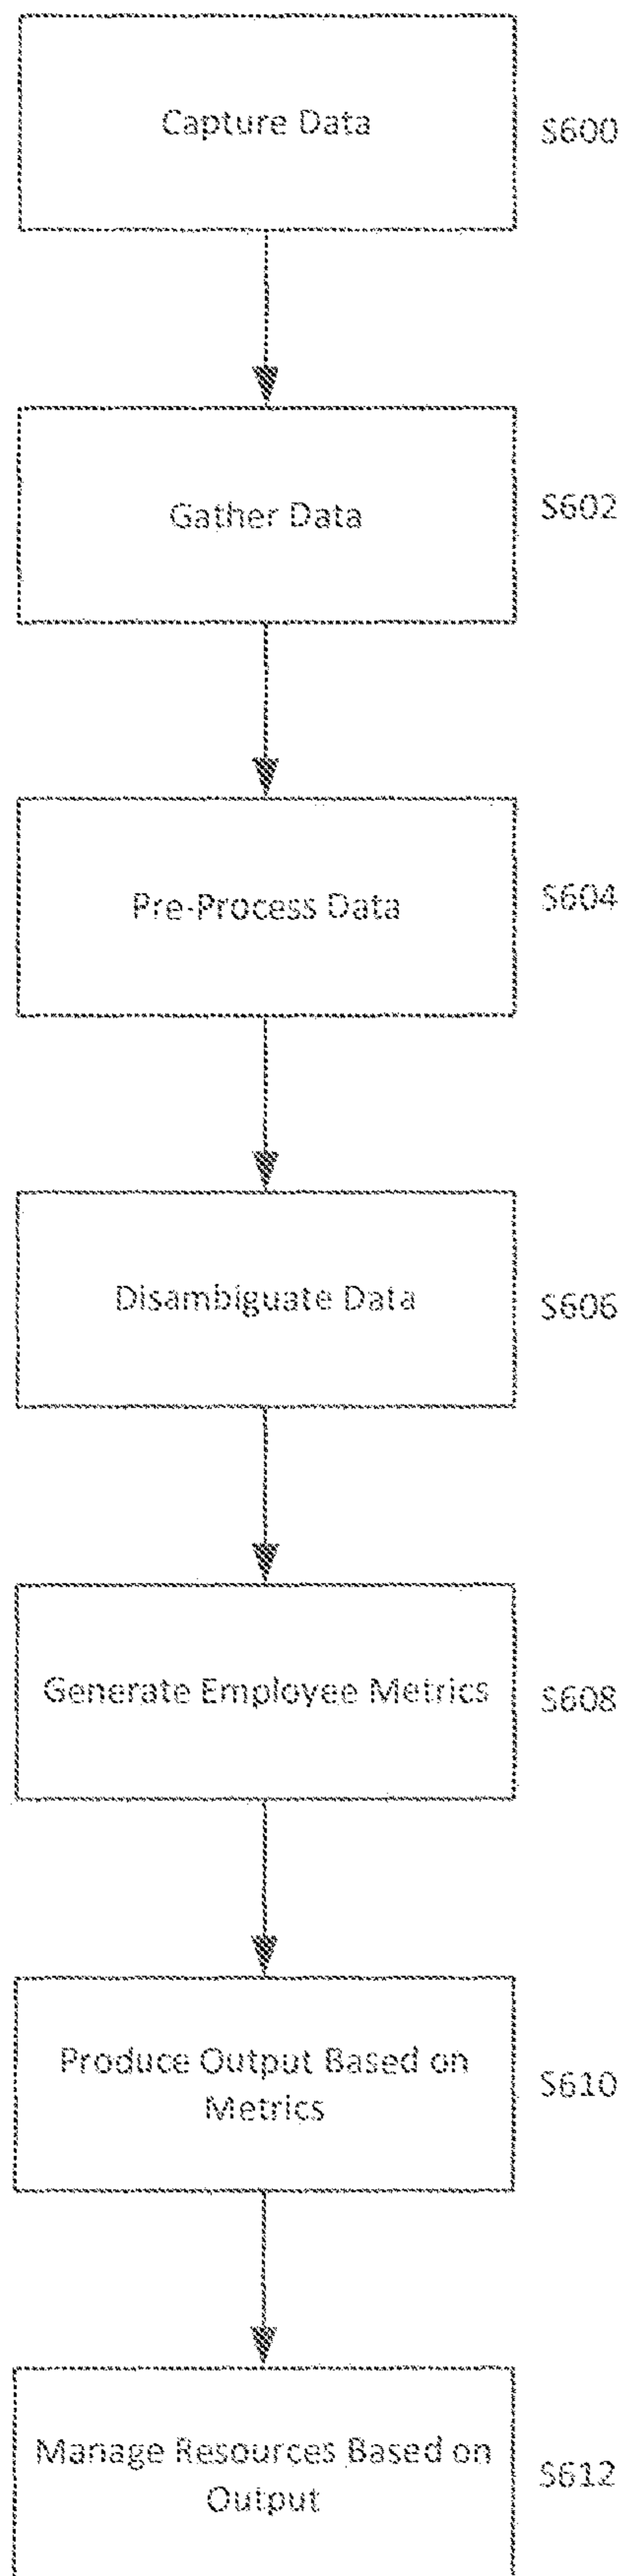 Capture Data
S600
Gather Data
S602
Pre-Process Data
S604
Disambiguate Data
S606
Generate Employee Metrics
S608
Produce Output Based on
Metrics
S610
Manage Resources Based on
Output
S612